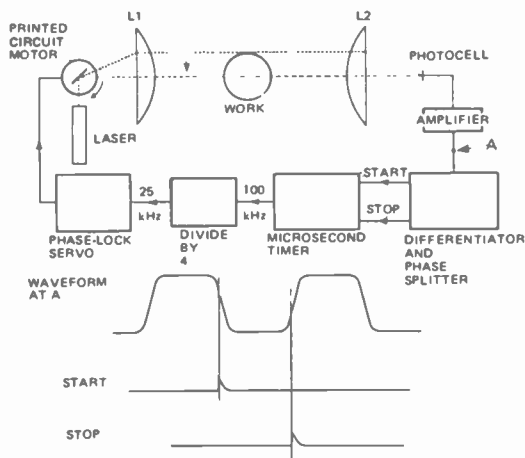 PRINTED
CIRCUIT
MOTOR
L1
L2
WORK
PHOTOCELL
LASER
AMPLIFIER
A
START
STOP
25
kHz
100
kHz
PHASE-LOCK
SERVO
DIVIDE
BY
4
MICROSECOND
TIMER
DIFFERENTIATOR
AND
PHASE
SPLITTER
WAVEFORM
AT A
START
STOP